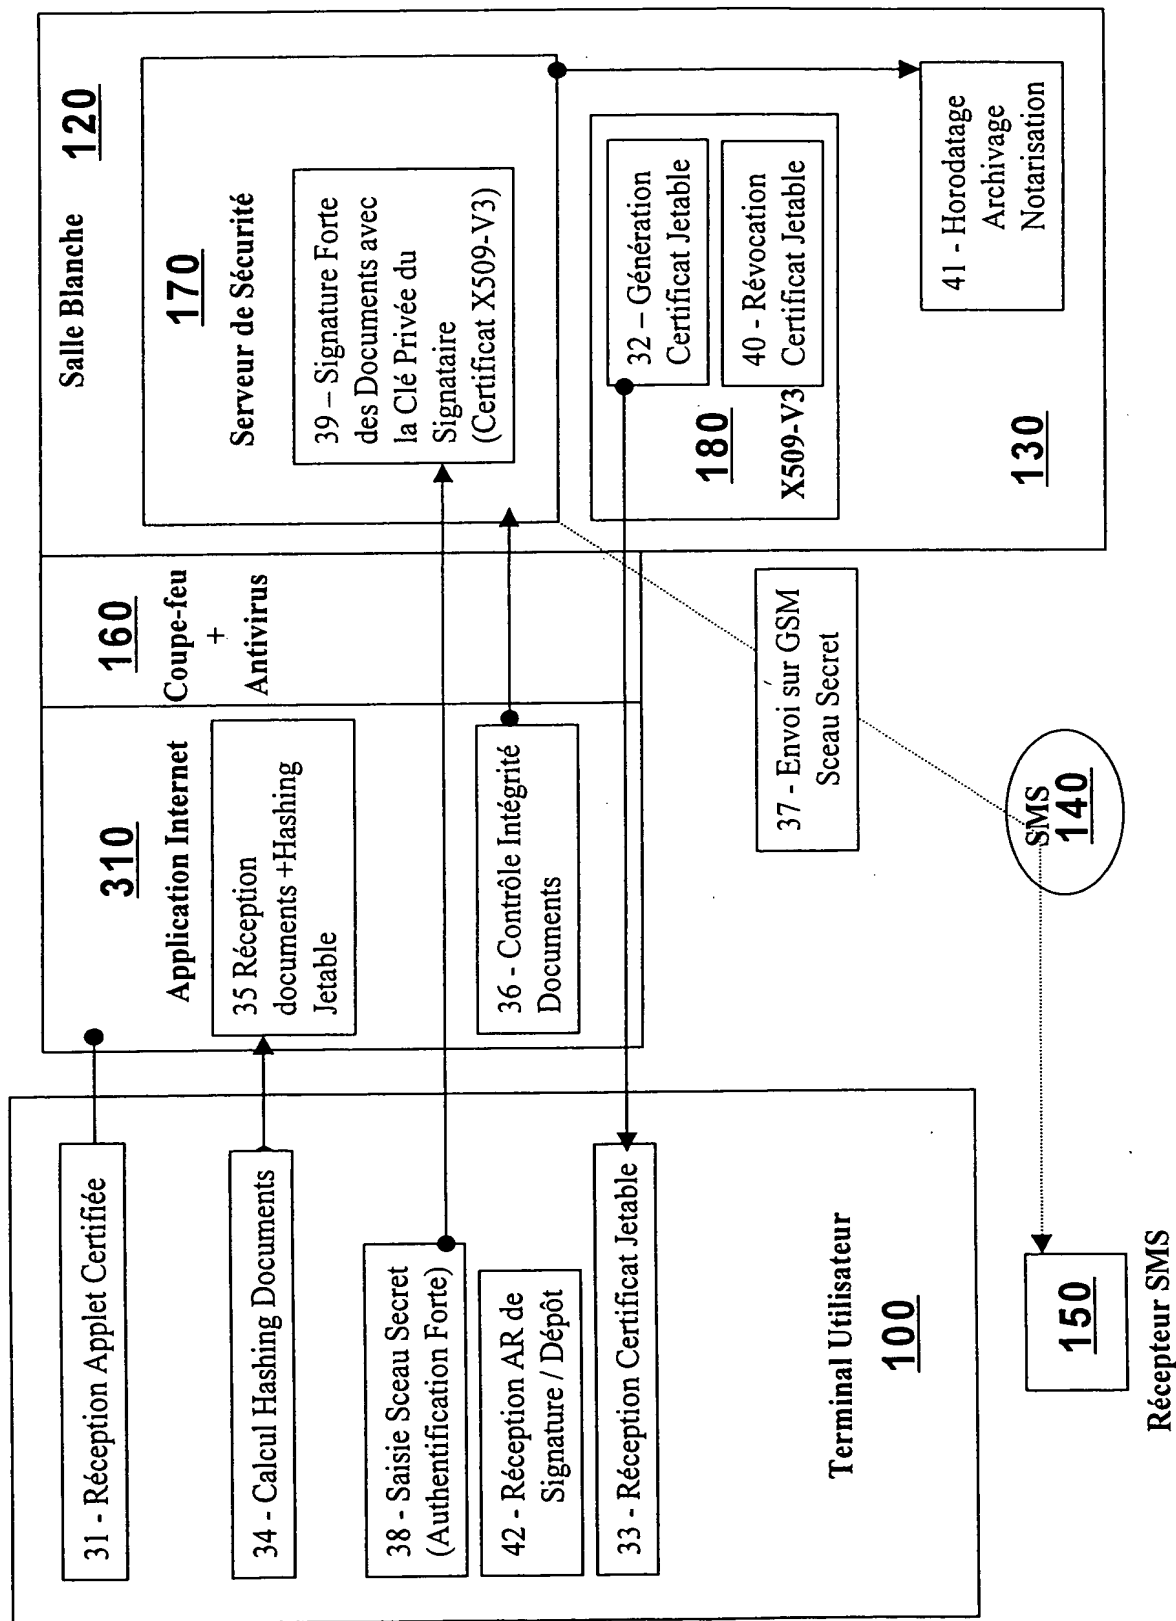 31 - Réception Applet Certifiée
34 - Calcul Hashing Documents
38 - Saisie Sceau Secret
(Authentification Forte)
42 - Réception AR de
Signature / Dépôt
33 - Réception Certificat Jetable
Terminal Utilisateur
100
310
Application Internet
35 Réception
documents +Hashing
Jetable
36 - Contrôle Intégrité
Documents
160
Coupe-feu
+
Antivirus
Salle Blanche
120
170
Serveur de Sécurité
39 – Signature Forte
des Documents avec
la Clé Privée du
Signataire
(Certificat X509-V3)
32 – Génération
Certificat Jetable
40 - Révocation
Certificat Jetable
180
X509-V3
130
41 - Horodatage
Archivage
Notarisation
37 - Envoi sur GSM
Sceau Secret
SMS
140
150
Récepteur SMS